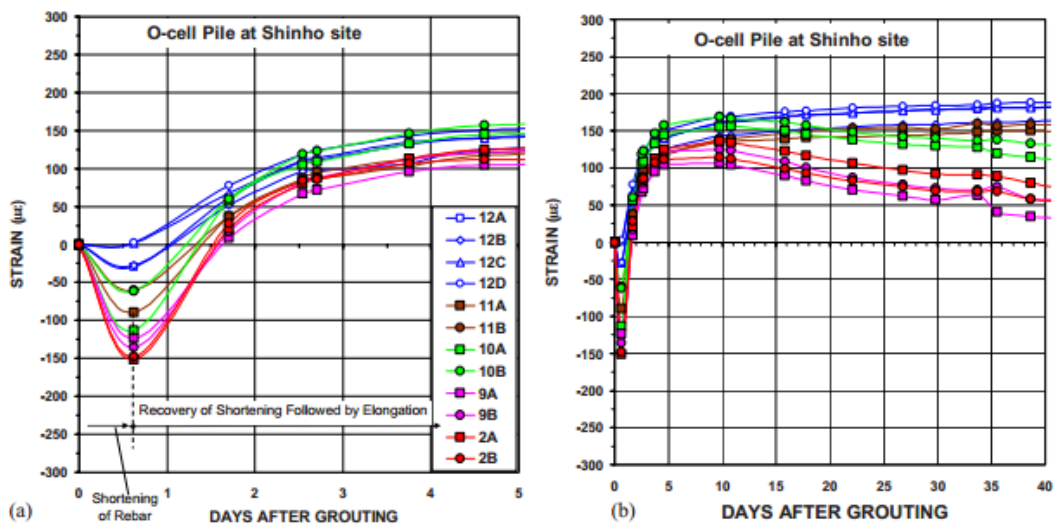 O-cell Pile at Shinho site
STRAIN (με)
300
250
200
150
100
50
0
-50
-100
-150
-200
-250
-300
12A
12B
12C
12D
11A
11B
10A
10B
9A
9B
2A
2B
Recovery of Shortening Followed by Elongation
Shortening
of Rebar
0 1 2 3 4 5
(a)
DAYS AFTER GROUTING
O-cell Pile at Shinho site
STRAIN (με)
300
250
200
150
100
50
0
-50
-100
-150
-200
-250
-300
0 5 10 15 20 25 30 35 40
(b)
DAYS AFTER GROUTING